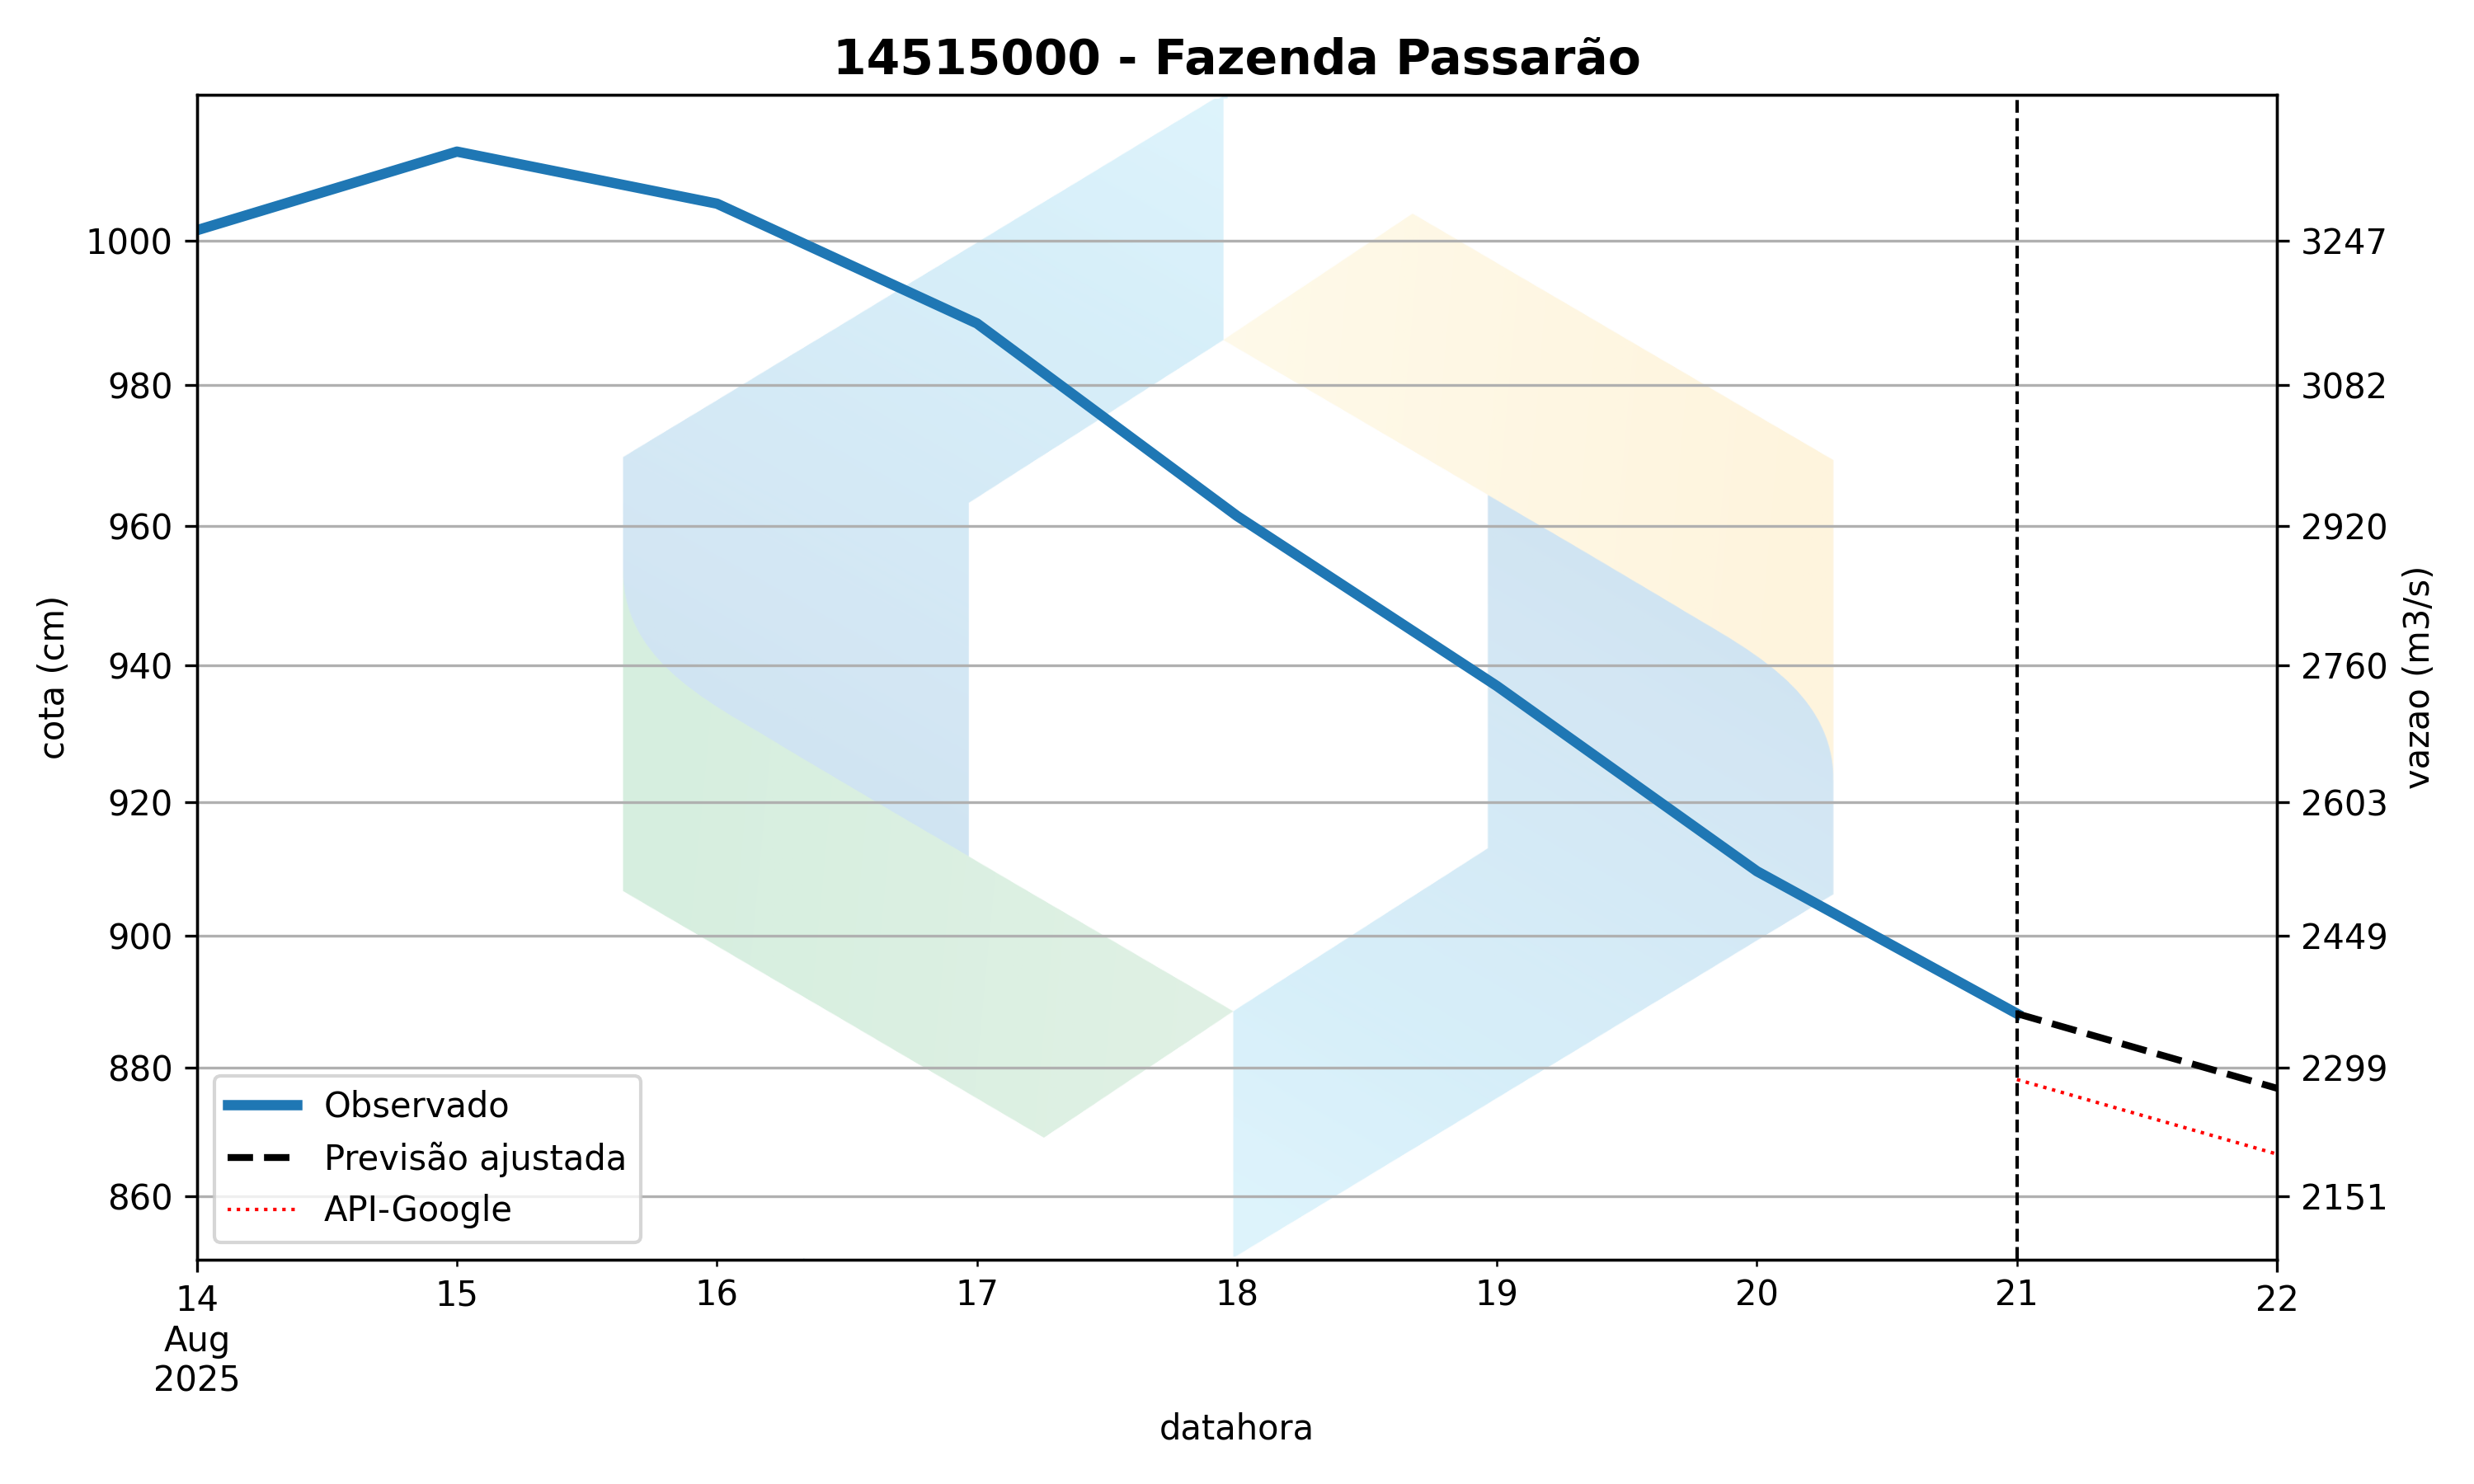 14515000 - Fazenda Passarão
cota (cm)
1000
980
960
940
920
900
880
860
3247
3082
2920
2760
2603
2449
2299
2151
vazao (m3/s)
Observado
Previsão ajustada
API-Google
14 15 16 17 18 19 20 21 22
Aug
2025
datahora